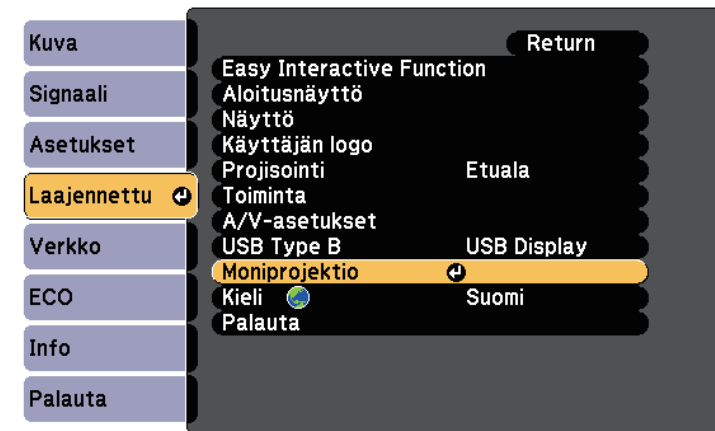 Kuva
Signaali
Asetukset
Laajennettu
Verkko
ECO
Info
Palauta
Return
Easy Interactive Function
Aloitusnäyttö
Näyttö
Käyttäjän logo
Projisointi Etuala
Toiminta
A/V-asetukset
USB Type B USB Display
Moniprojektio
Kieli Suomi
Palauta